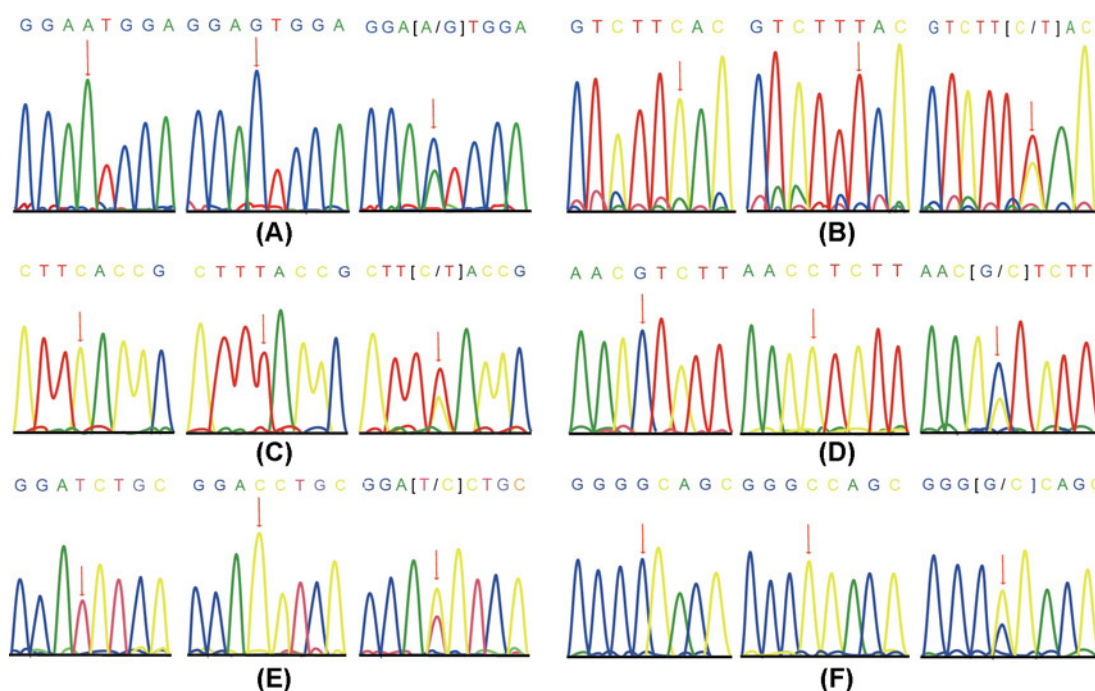 GGAATGGA GGAGTGGA GGA[A/G]TGGA
(A)
GTCTTCAC GTCTTTAC GTCTT[C/T]AC
(B)
CTTCACCG CTTTACCG CTT[C/T]ACCG
(C)
AACGTCTT AACCTCTT AAC[G/C]TCTT
(D)
GGATCTGC GGACCTGC GGA[T/C]CTGC
(E)
GGGGCAGC GGGCCAGC GGG[G/C]CAGC
(F)